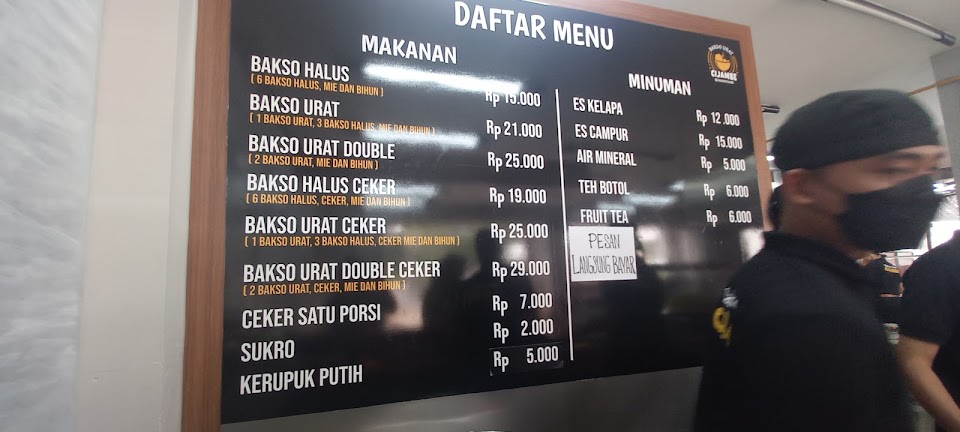 DAFTAR MENU
MAKANAN
BAKSO HALUS Rp 15.000
( 6 BAKSO HALUS, MIE DAN BIHUN )
BAKSO URAT Rp 21.000
( 1 BAKSO URAT, 3 BAKSO HALUS, MIE DAN BIHUN )
BAKSO URAT DOUBLE Rp 25.000
( 2 BAKSO URAT, MIE DAN BIHUN )
BAKSO HALUS CEKER Rp 19.000
( 6 BAKSO HALUS, CEKER, MIE DAN BIHUN )
BAKSO URAT CEKER Rp 25.000
( 1 BAKSO URAT, 3 BAKSO HALUS, CEKER MIE DAN BIHUN )
BAKSO URAT DOUBLE CEKER Rp 29.000
( 2 BAKSO URAT, CEKER, MIE DAN BIHUN )
CEKER SATU PORSI Rp 7.000
SUKRO Rp 2.000
KERUPUK PUTIH Rp 5.000
MINUMAN
ES KELAPA Rp 12.000
ES CAMPUR Rp 15.000
AIR MINERAL Rp 5.000
TEH BOTOL Rp 6.000
FRUIT TEA Rp 6.000
PESAN
LANGSUNG BAYAR
BAKSO URAT
CIJAMBE